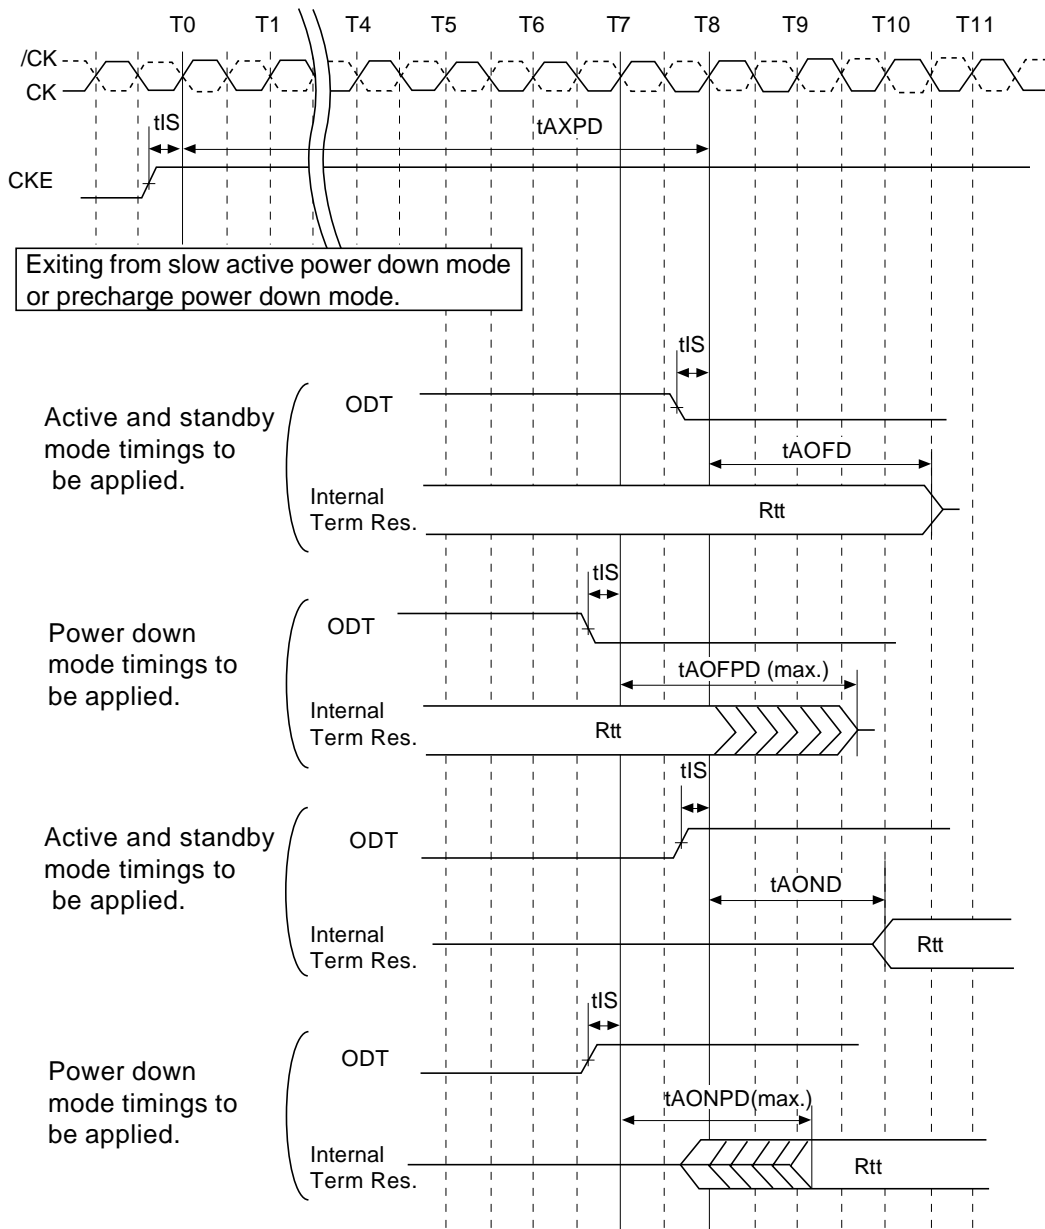 T0 T1 T4 T5 T6 T7 T8 T9 T10 T11
/CK
CK
tIS
tAXPD
CKE
Exiting from slow active power down mode
or precharge power down mode.
tIS
Active and standby
mode timings to
be applied.
ODT
tAOFD
Internal
Term Res.
Rtt
tIS
Power down
mode timings to
be applied.
ODT
tAOFPD (max.)
Internal
Term Res.
Rtt
tIS
Active and standby
mode timings to
be applied.
ODT
tAOND
Internal
Term Res.
Rtt
tIS
Power down
mode timings to
be applied.
ODT
tAONPD(max.)
Internal
Term Res.
Rtt